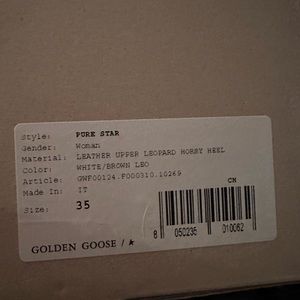 Style: PURE STAR
Gender: Woman
Material: LEATHER UPPER LEOPARD HORSY HEEL
Color: WHITE/BROWN LEO
Article: GWF00124.F000310.10269
Made In: IT CN
Size: 35
8 050235 010062
GOLDEN GOOSE /